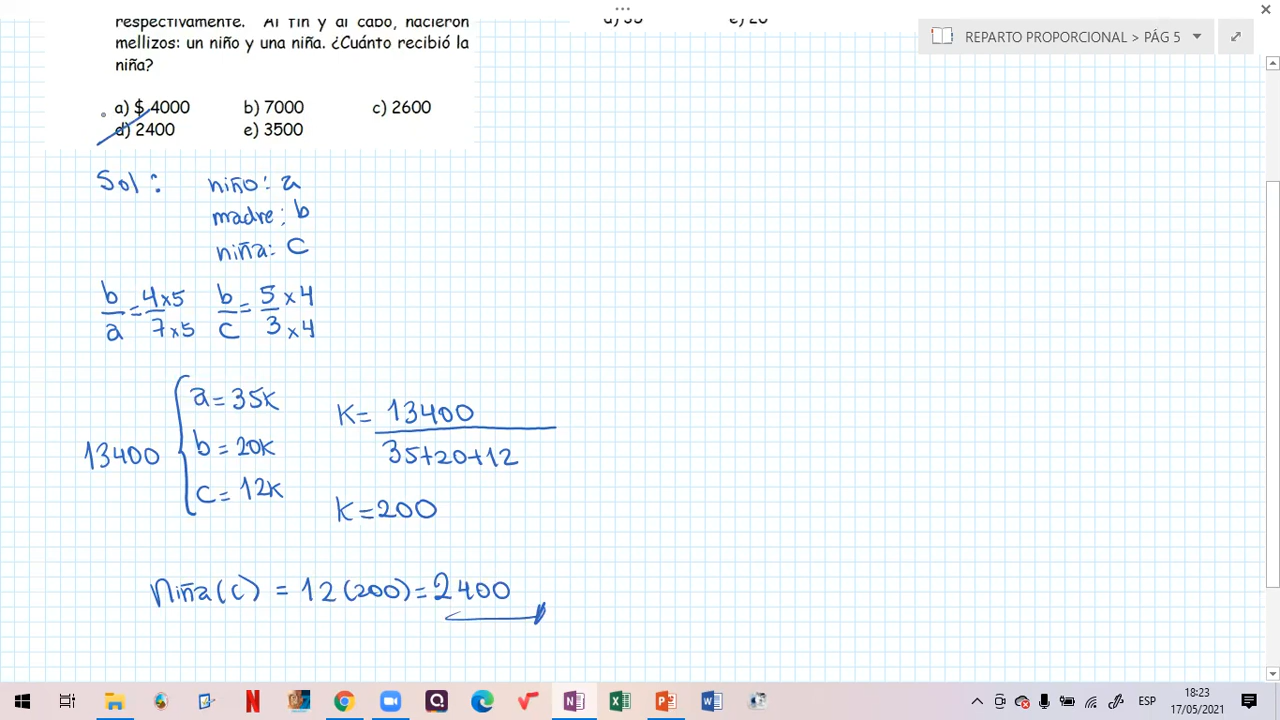 respectivamente. Al fin y al cabo, nacieron
mellizos: un niño y una niña. ¿Cuánto recibió la
niña?
a) $ 4000 b) 7000 c) 2600
d) 2400 e) 3500
REPARTO PROPORCIONAL > PÁG 5
Sol: niño: a
madre: b
niña: c
b/a = 4x5/7x5 b/c = 5x4/3x4
13400 { a = 35K
b = 20K
c = 12K
K = 13400
35+20+12
K = 200
Niña(c) = 12(200) = 2400
ESP
23
17/05/2021